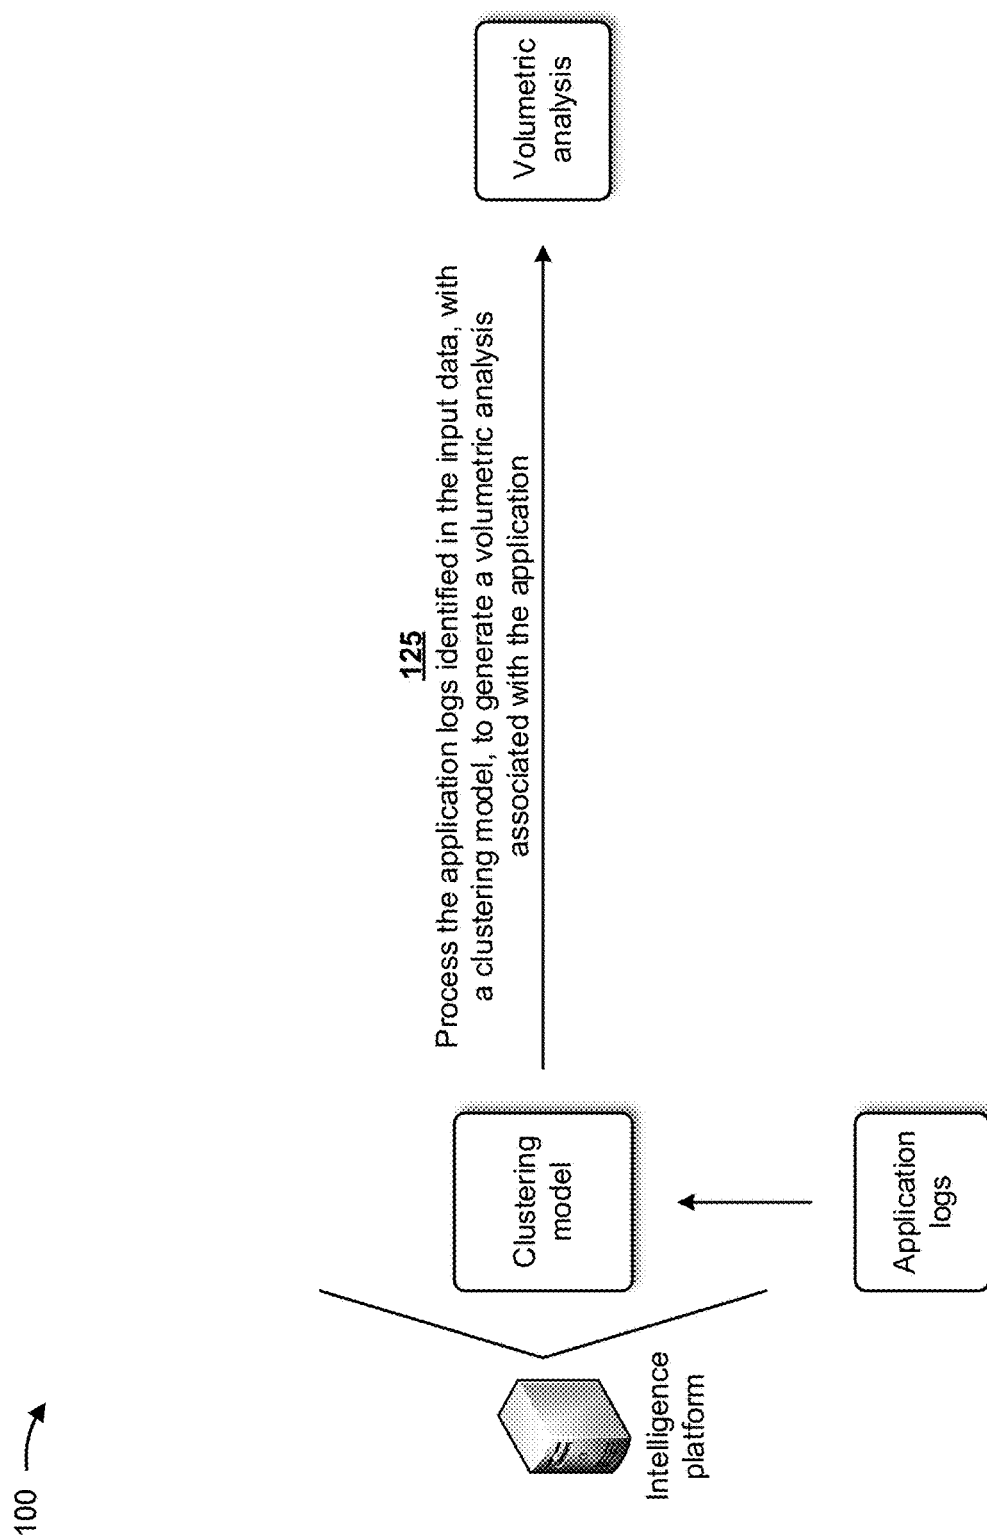 100
125
Process the application logs identified in the input data, with
a clustering model, to generate a volumetric analysis
associated with the application
Intelligence
platform
Clustering
model
Volumetric
analysis
Application
logs